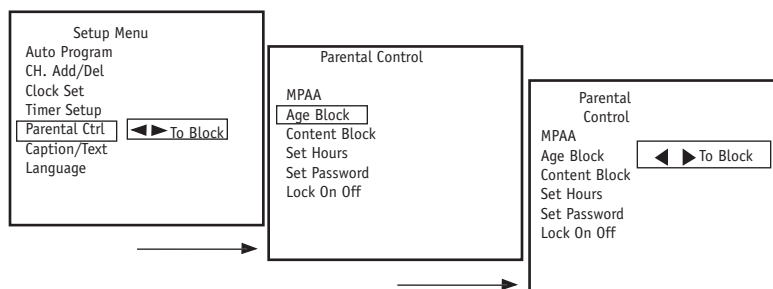 Setup Menu
Auto Program
CH. Add/Del
Clock Set
Timer Setup
Parental Ctrl ◀▶ To Block
Caption/Text
Language
Parental Control
MPAA
Age Block
Content Block
Set Hours
Set Password
Lock On Off
Parental
Control
MPAA
Age Block ◀ ▶ To Block
Content Block
Set Hours
Set Password
Lock On Off